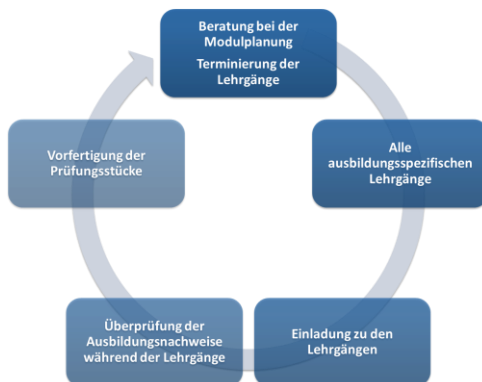 Beratung bei der
Modulplanung
Terminierung der
Lehrgänge
Alle
ausbildungsspezifischen
Lehrgänge
Einladung zu den
Lehrgängen
Überprüfung der
Ausbildungsnachweise
während der Lehrgänge
Vorfertigung der
Prüfungsstücke